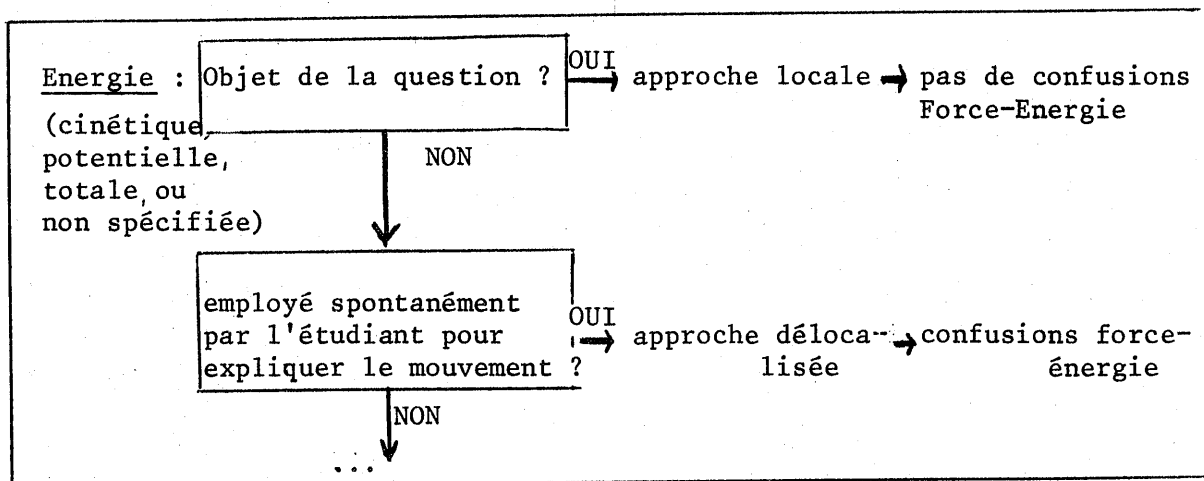 Energie : Objet de la question ? OUI approche locale pas de confusions
Force-Energie
(cinétique,
potentielle,
totale, ou
non spécifiée)
NON
employé spontanément
par l'étudiant pour
expliquer le mouvement ?
OUI
approche déloca-
lisée
confusions force-
énergie
NON
...